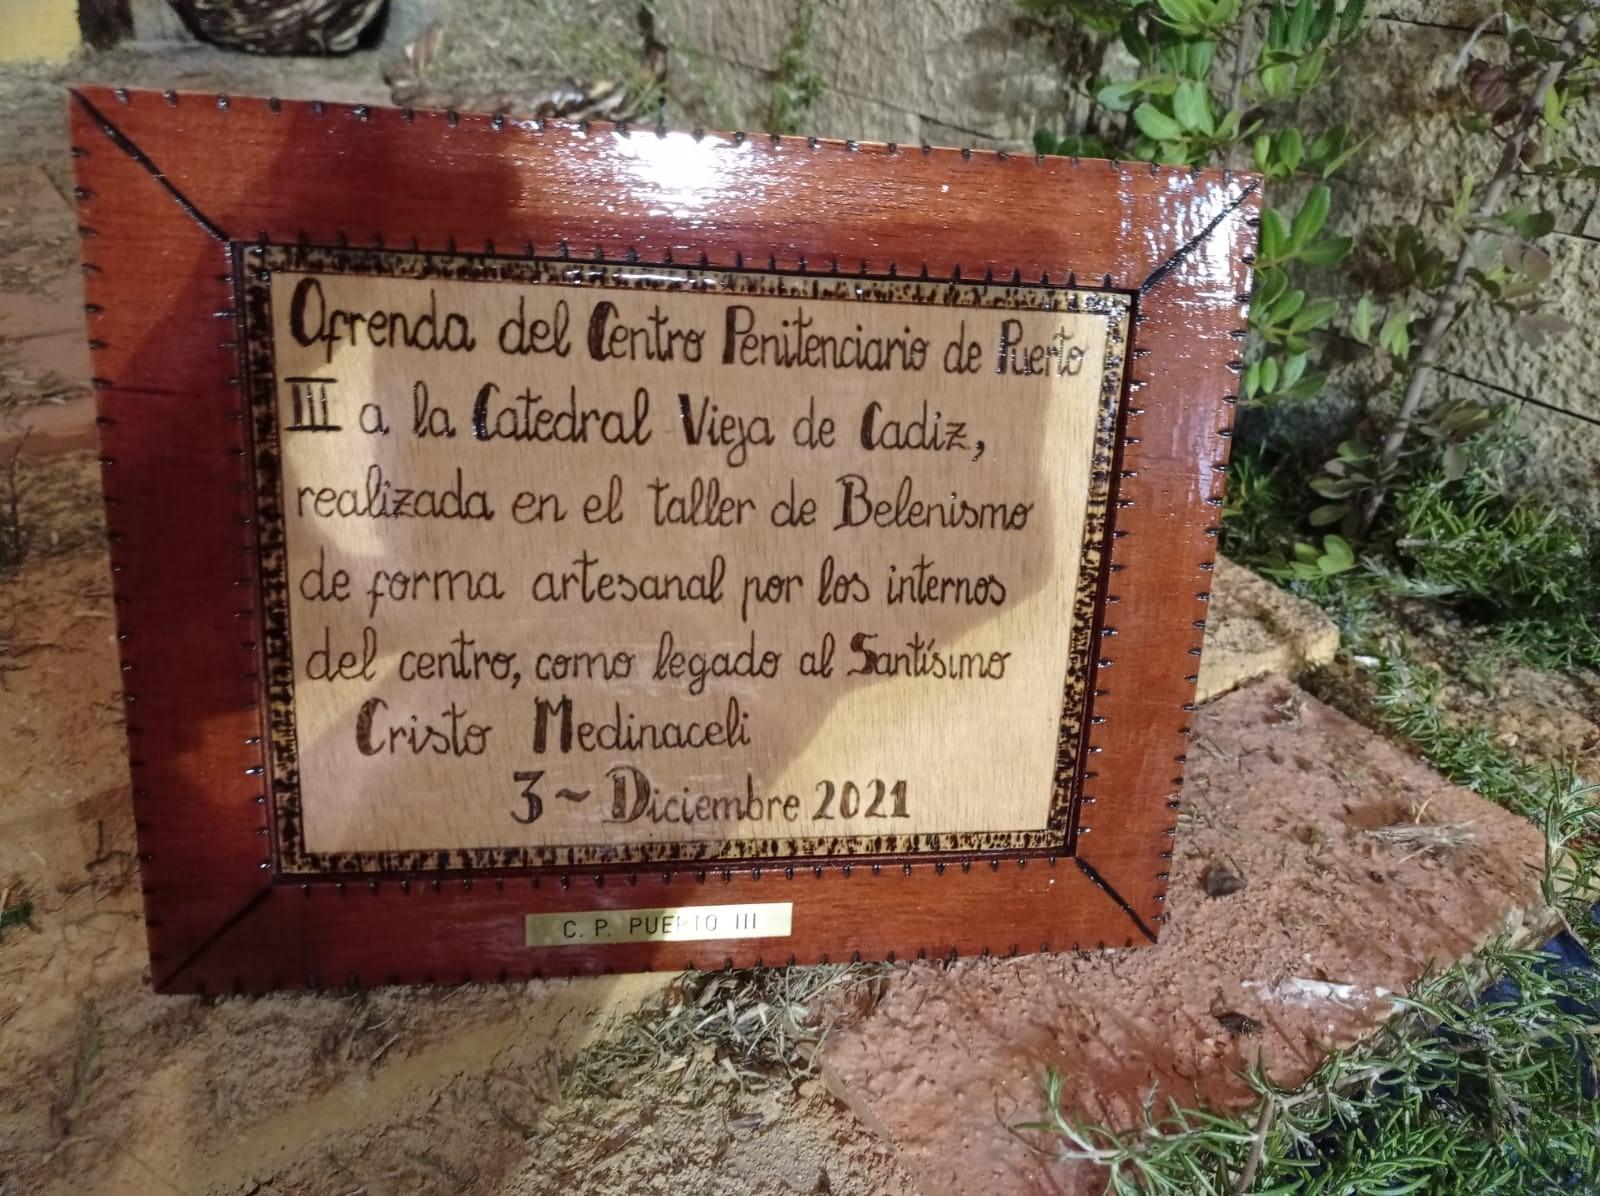 Ofrenda del Centro Penitenciario de Puerto
III a la Catedral Vieja de Cadiz,
realizada en el taller de Belenismo
de forma artesanal por los internos
del centro, como legado al Santísimo
Cristo Medinaceli
3~ Diciembre 2021
C. P. PUERTO III